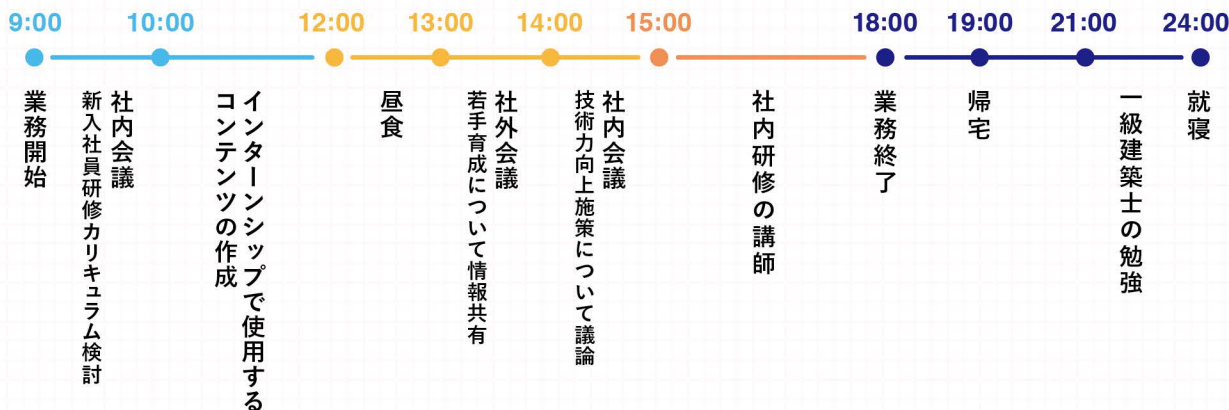 9:00
10:00
12:00
13:00
14:00
15:00
18:00
19:00
21:00
24:00
業務開始
社内会議
新入社員研修カリキュラム検討
インターンシップで使用する
コンテンツの作成
昼食
社外会議
若手育成について情報共有
社内会議
技術力向上施策について議論
社内研修の講師
業務終了
帰宅
一級建築士の勉強
就寝